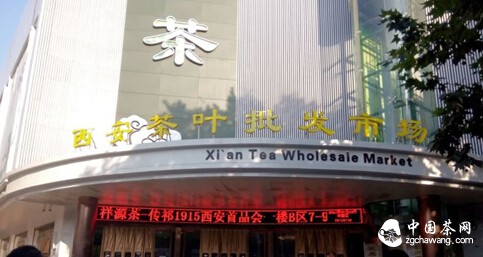 茶
西安茶叶批发市场
Xi'an Tea Wholesale Market
祥源茶-传祁1915西安首品会 一楼B区7-9
中国茶网
zgchawang.com